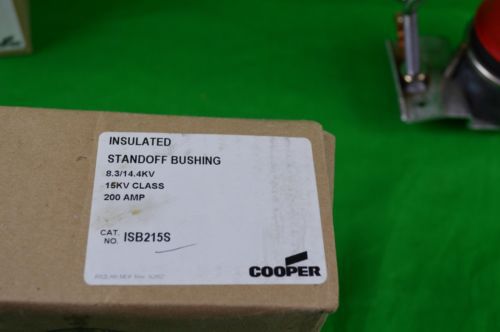 INSULATED
STANDOFF BUSHING
8.3/14.4KV
15KV CLASS
200 AMP
CAT.
NO. ISB215S
COOPER